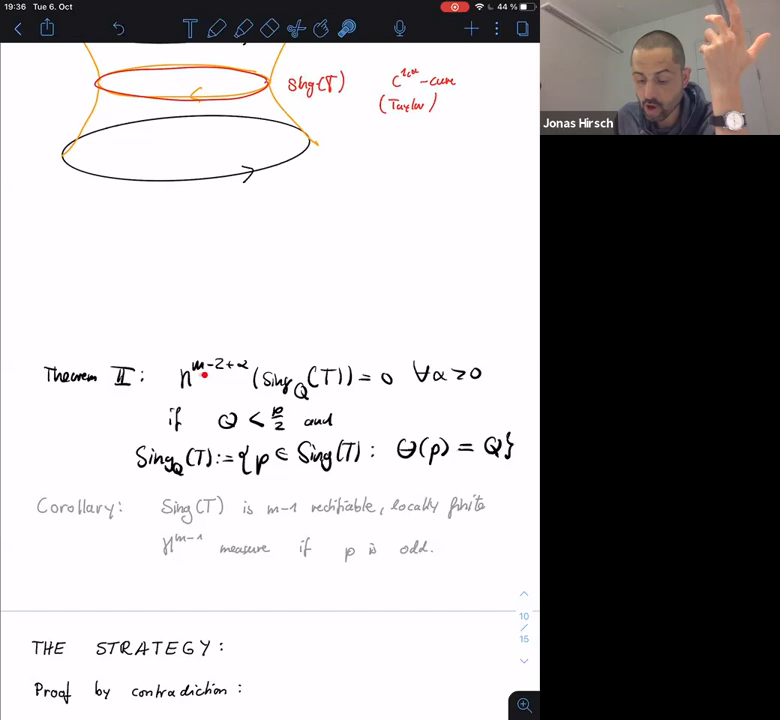 19:36 Tue 6. Oct
44 %
Sing(T) C^{1,α}-curve
(Taylor)
Jonas Hirsch
Theorem II: H^{m-2+α}(Sing_Q(T)) = 0 ∀α>0
if Q < p/2 and
Sing_Q(T) := {p ∈ Sing(T): Θ(p) = Q}
Corollary: Sing(T) is m-1 rectifiable, locally finite
H^{m-1} measure if p is odd.
10
/
15
THE STRATEGY:
Proof by contradiction: